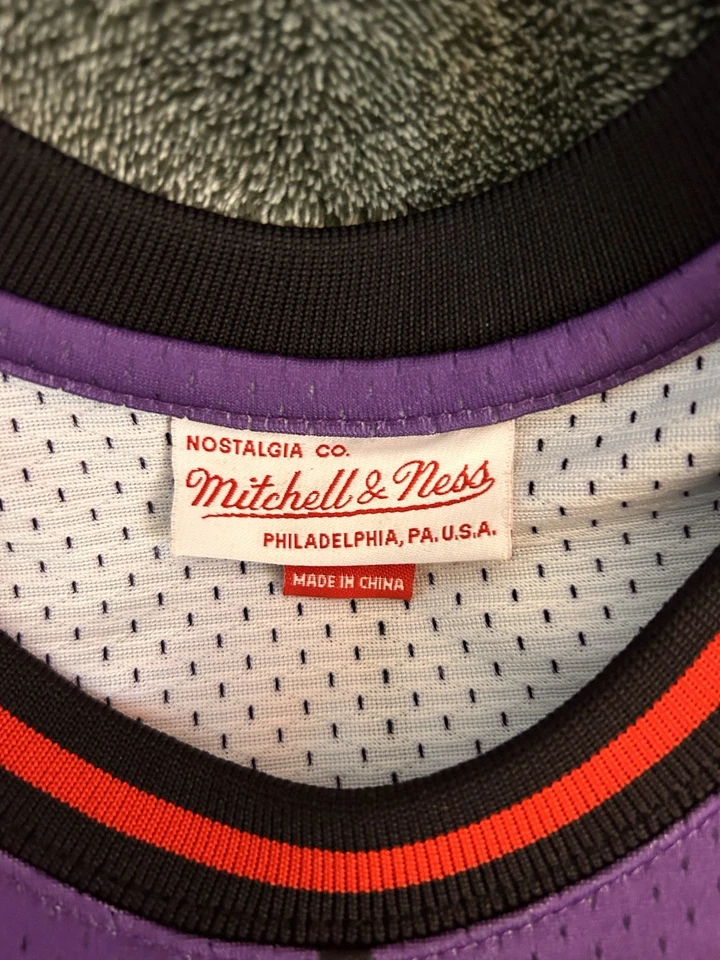 NOSTALGIA CO.
Mitchell & Ness
PHILADELPHIA, PA. U.S.A.
MADE IN CHINA